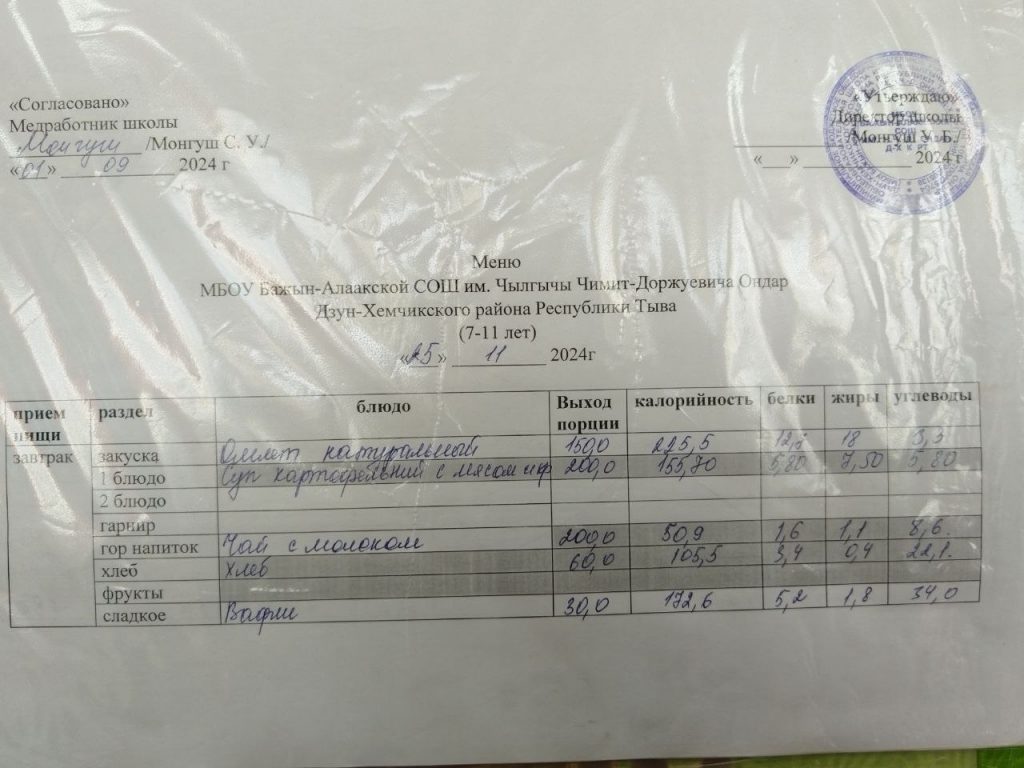 «Согласовано»
Медработник школы
Монгуш /Монгуш С. У./
«01» 09 2024 г
«Утверждаю»
Директор школы
/Монгуш У. Б./
«___» ____________ 2024 г
Меню
МБОУ Бажын-Алаакской СОШ им. Чылгычы Чимит-Доржуевича Ондар
Дзун-Хемчикского района Республики Тыва
(7-11 лет)
«25» 11 2024г
прием пищи раздел блюдо Выход порции калорийность белки жиры углеводы
завтрак закуска Омлет натуральный 150,0 225,5 18 3,3
1 блюдо Суп картофельный с мясом 200,0 155,70 5,80 7,50 5,80
2 блюдо
гарнир
гор напиток Чай с молоком 200,0 50,9 1,6 1,1 8,6.
хлеб хлеб 60,0 105,5 3,4 0,4 22,1.
фрукты
сладкое Вафли 30,0 172,6 5,2 1,8 34,0